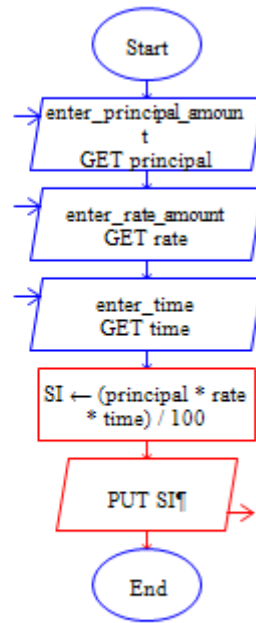 Start
enter_principal_amoun
t
GET principal
enter_rate_amount
GET rate
enter_time
GET time
SI ← (principal * rate
* time) / 100
PUT SI¶
End